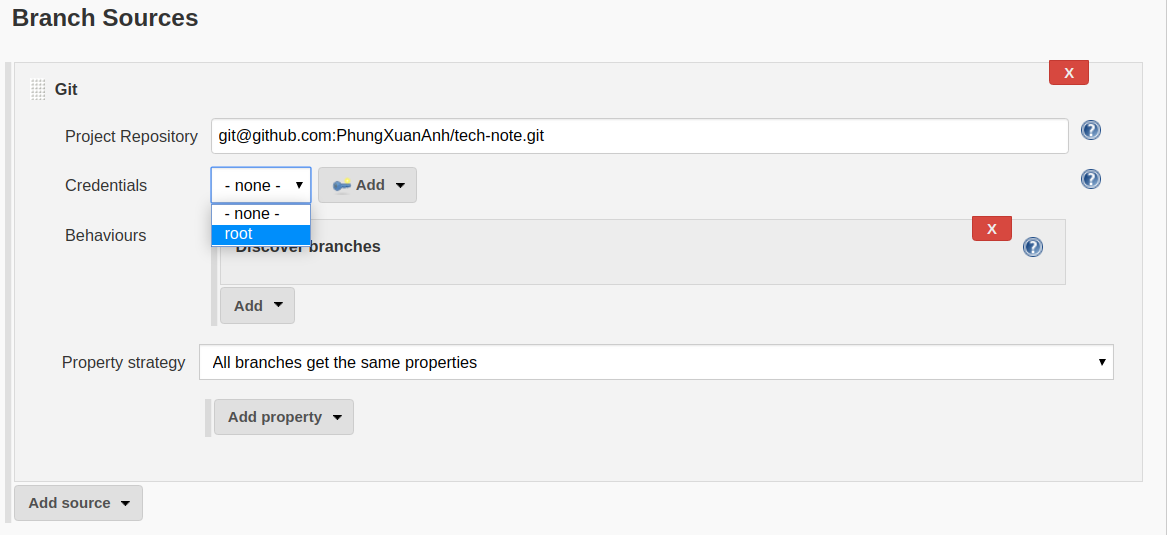 Branch Sources
X
Git
Project Repository git@github.com:PhungXuanAnh/tech-note.git ?
Credentials - none - Add ?
- none -
root
Behaviours
X
Discover branches ?
Add
Property strategy All branches get the same properties
Add property
Add source